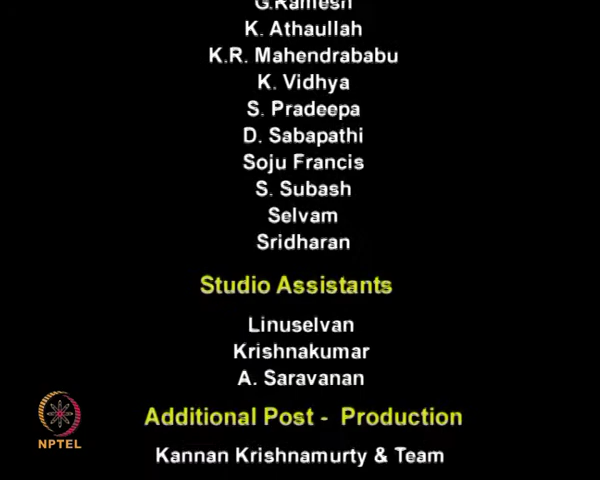 G.Ramesh
K. Athaullah
K.R. Mahendrababu
K. Vidhya
S. Pradeepa
D. Sabapathi
Soju Francis
S. Subash
Selvam
Sridharan
Studio Assistants
Linuselvan
Krishnakumar
A. Saravanan
Additional Post - Production
NPTEL
Kannan Krishnamurty & Team